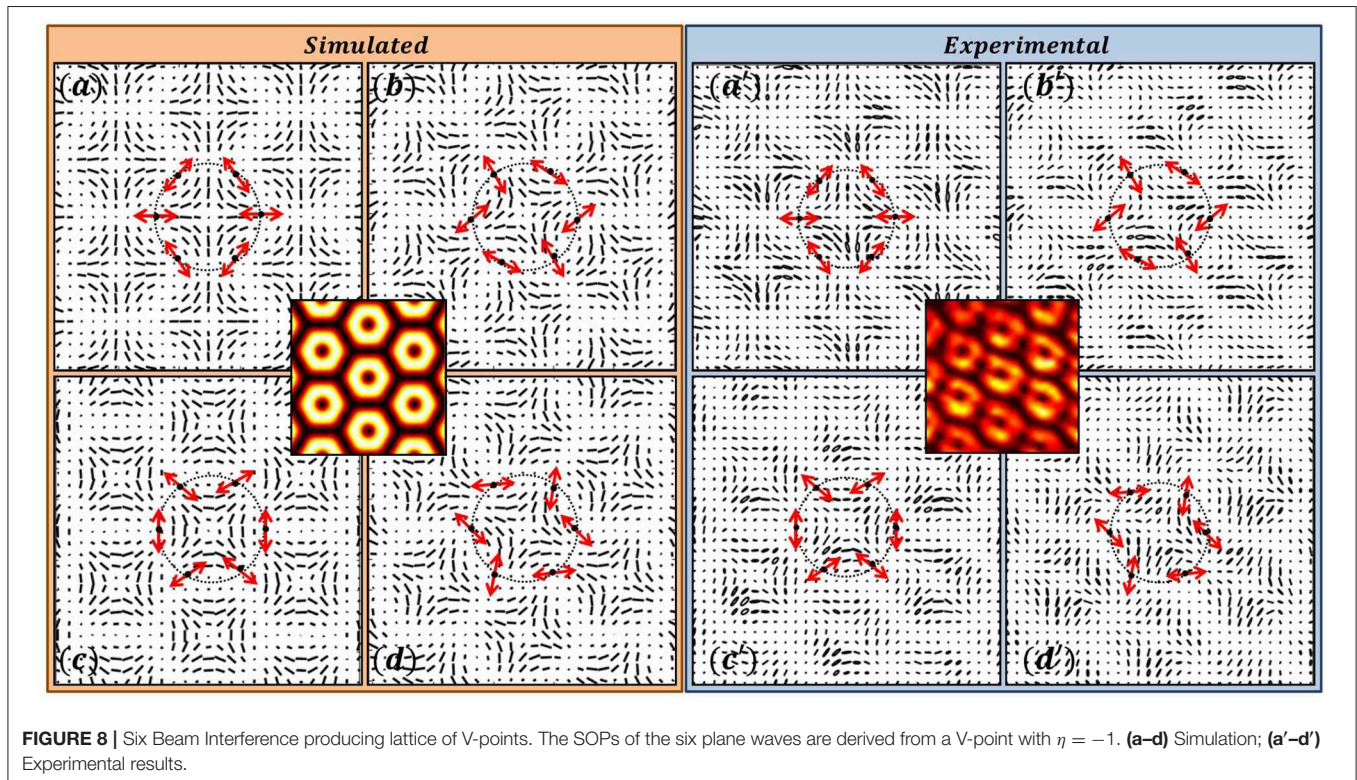 Simulated
Experimental
(a)
(b)
(a′)
(b′)
(c)
(d)
(c′)
(d′)
FIGURE 8 | Six Beam Interference producing lattice of V-points. The SOPs of the six plane waves are derived from a V-point with η = −1. (a–d) Simulation; (a′–d′)
Experimental results.